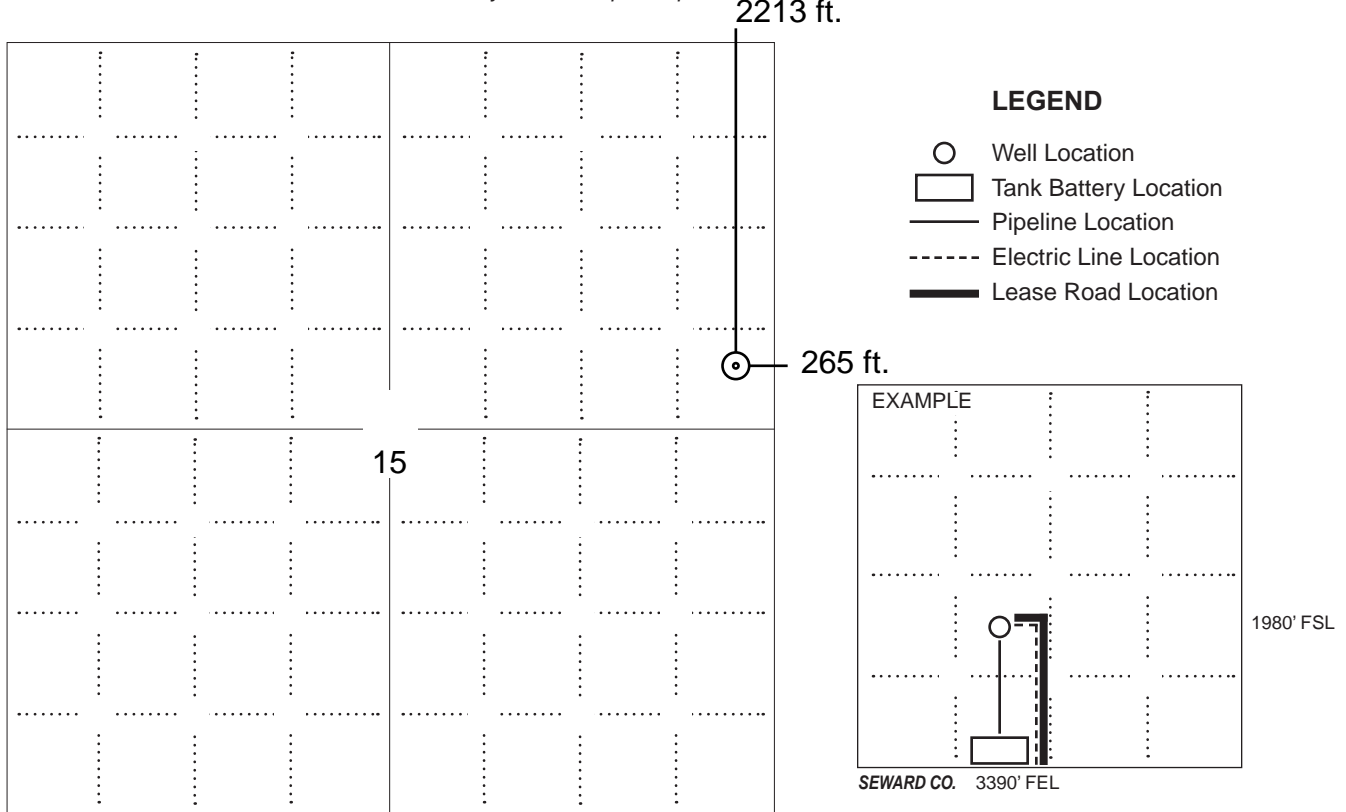 2213 ft.
LEGEND
Well Location
Tank Battery Location
Pipeline Location
Electric Line Location
Lease Road Location
265 ft.
EXAMPLE
15
1980' FSL
SEWARD CO. 3390' FEL